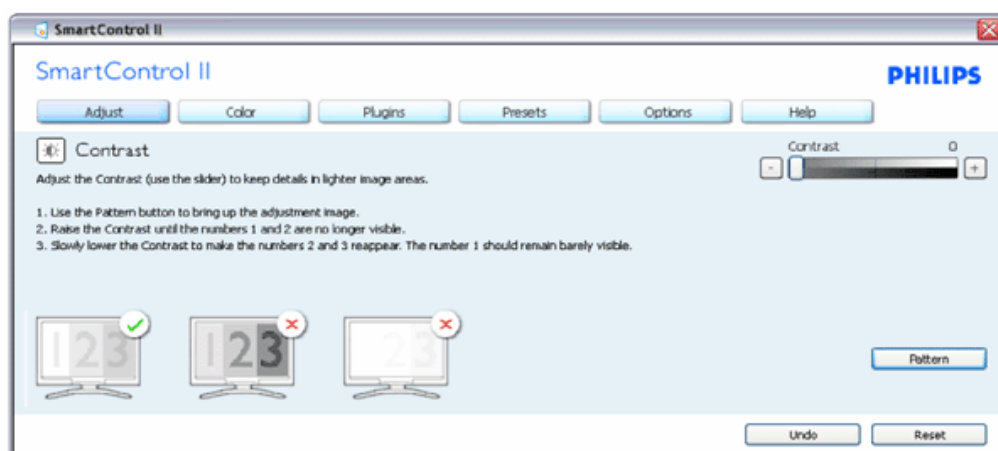 SmartControl II
SmartControl II
PHILIPS
Adjust Color Plugins Presets Options Help
Contrast
Contrast 0
- +
Adjust the Contrast (use the slider) to keep details in lighter image areas.
1. Use the Pattern button to bring up the adjustment image.
2. Raise the Contrast until the numbers 1 and 2 are no longer visible.
3. Slowly lower the Contrast to make the numbers 2 and 3 reappear. The number 1 should remain barely visible.
123 123 23
Pattern
Undo Reset